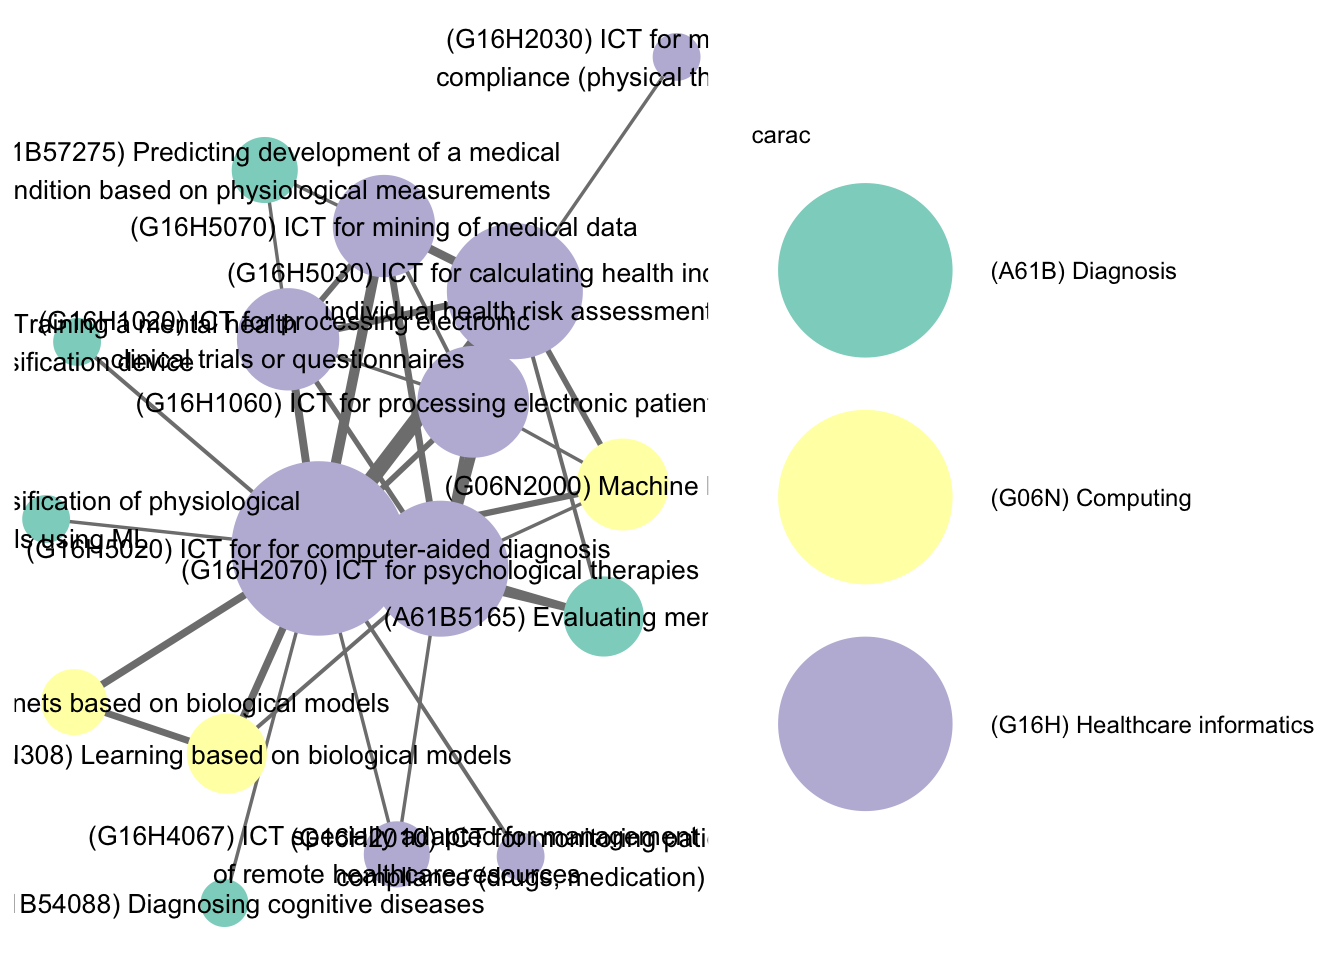 (G16H2030) ICT for m
compliance (physical th
carac
1B57275) Predicting development of a medical
ndition based on physiological measurements
(G16H5070) ICT for mining of medical data
(G16H5030) ICT for calculating health ind
individual health risk assessment
(A61B) Diagnosis
(G16H1020) ICT for processing electronic
clinical trials or questionnaires
Training a mental health
sification device
(G16H1060) ICT for processing electronic patient
(G06N2000) Machine
(G06N) Computing
sification of physiological
ls using ML
(G16H5020) ICT for for computer-aided diagnosis
(G16H2070) ICT for psychological therapies
(A61B5165) Evaluating men
nets based on biological models
(G16H) Healthcare informatics
I308) Learning based on biological models
(G16H4067) ICT specially adapted for management
of remote healthcare resources
(G16H2010) ICT for monitoring pati
compliance (drugs, medication)
1B54088) Diagnosing cognitive diseases